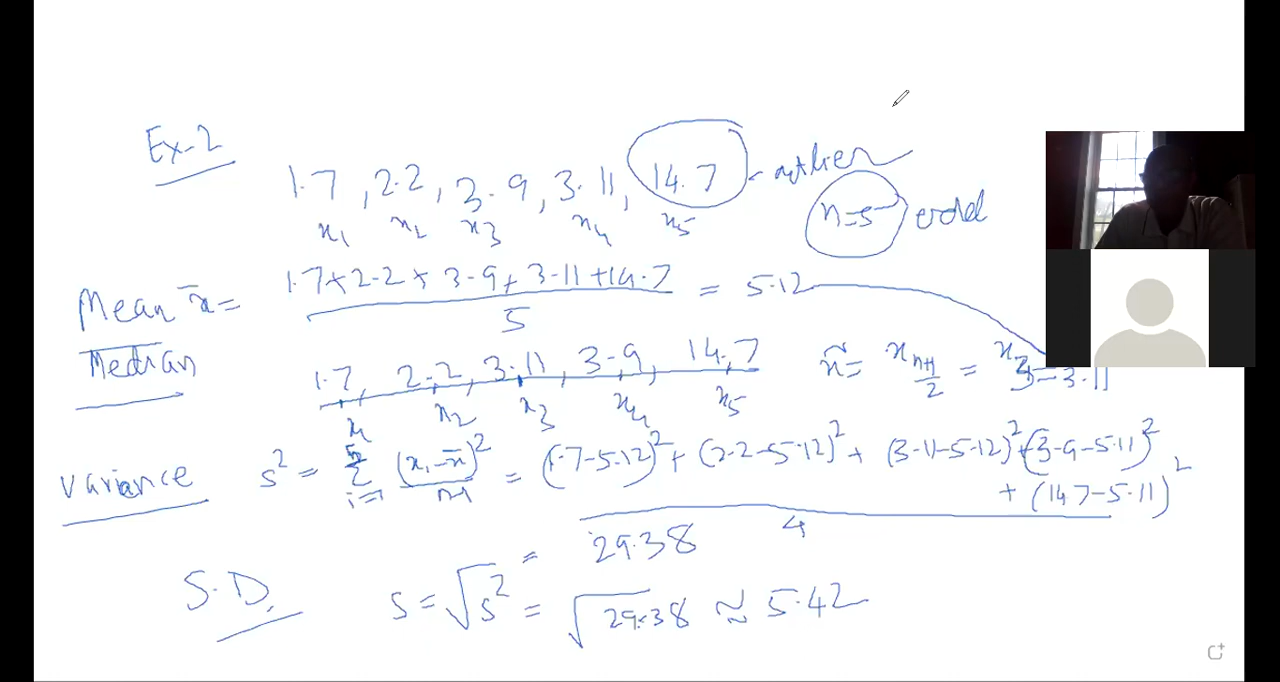 Ex-2
1.7, 2.2, 3.9, 3.11, 14.7 - outlier
x1 x2 x3 x4 x5 n=5 odd
Mean x̄ = (1.7+2.2+3.9+3.11+14.7)/5 = 5.12
Median 1.7, 2.2, 3.11, 3.9, 14.7 x̃ = x_(n+1)/2 = x3 = 3.11
x1 x2 x3 x4 x5
Variance s² = Σ_{i=1}^{5} (xi-x̄)²/n-1 = (1.7-5.12)² + (2.2-5.12)² + (3.11-5.12)² + (3.9-5.11)²
+ (14.7-5.11)²
4
= 29.38
S.D. s = √s² = √29.38 ≈ 5.42